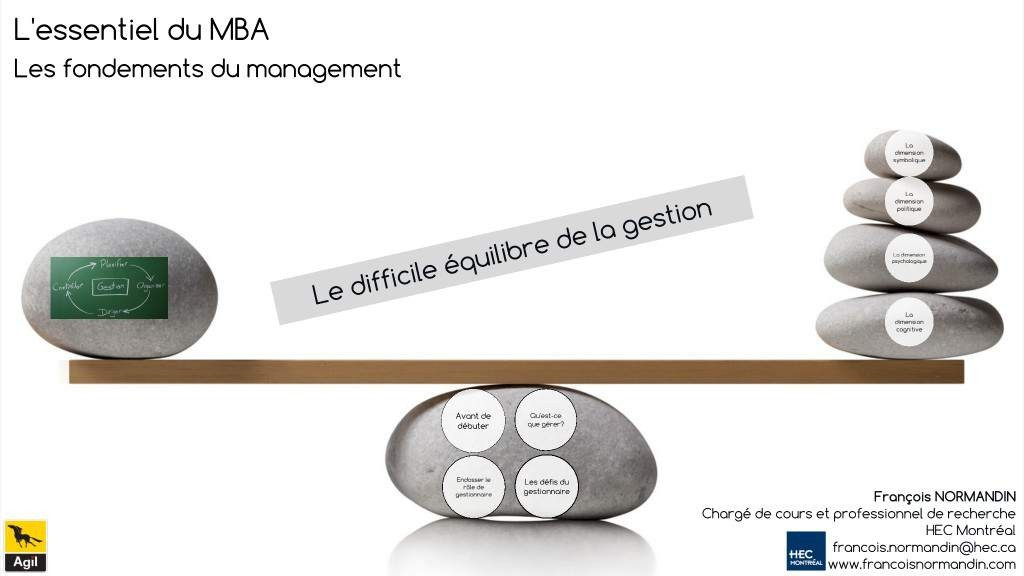 L'essentiel du MBA
Les fondements du management
Le difficile équilibre de la gestion
La
dimension
symbolique
La
dimension
politique
La dimension
psychologique
La
dimension
cognitive
Planifier
Contrôler
Gestion
Organiser
Diriger
Avant de
débuter
Qu'est-ce
que gérer?
Endosser le
rôle de
gestionnaire
Les défis du
gestionnaire
François NORMANDIN
Chargé de cours et professionnel de recherche
HEC Montréal
francois.normandin@hec.ca
www.francoisnormandin.com
HEC
MONTRÉAL
Agil